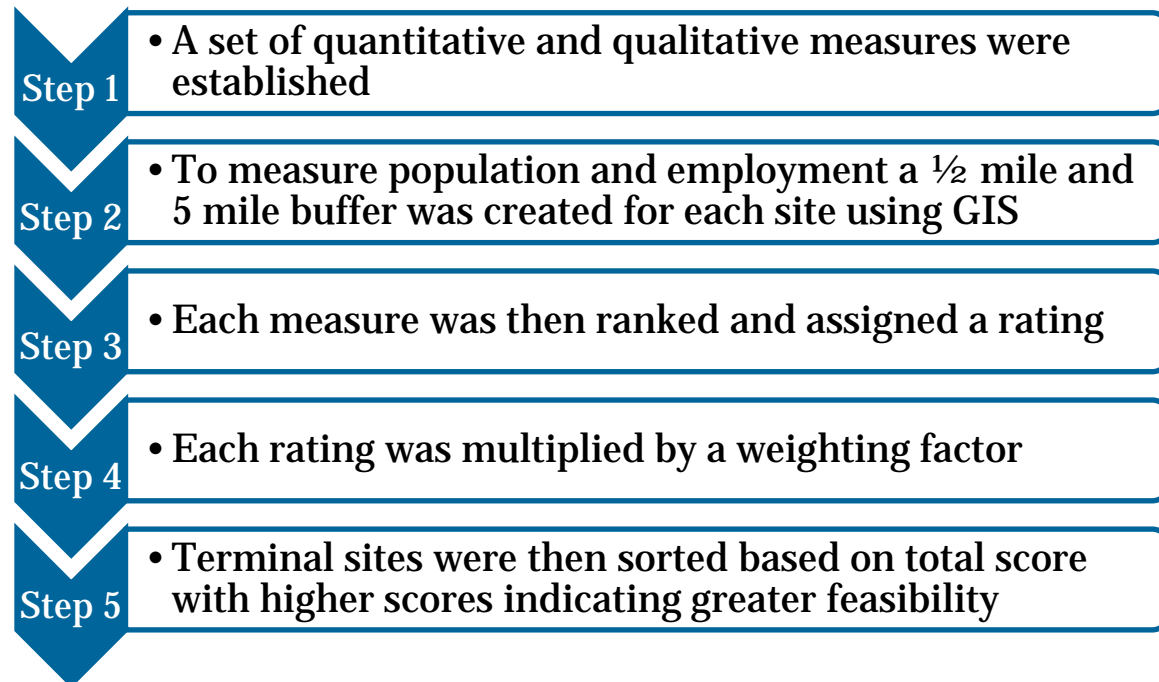 Step 1
• A set of quantitative and qualitative measures were
established
Step 2
• To measure population and employment a ½ mile and
5 mile buffer was created for each site using GIS
Step 3
• Each measure was then ranked and assigned a rating
Step 4
• Each rating was multiplied by a weighting factor
Step 5
• Terminal sites were then sorted based on total score
with higher scores indicating greater feasibility